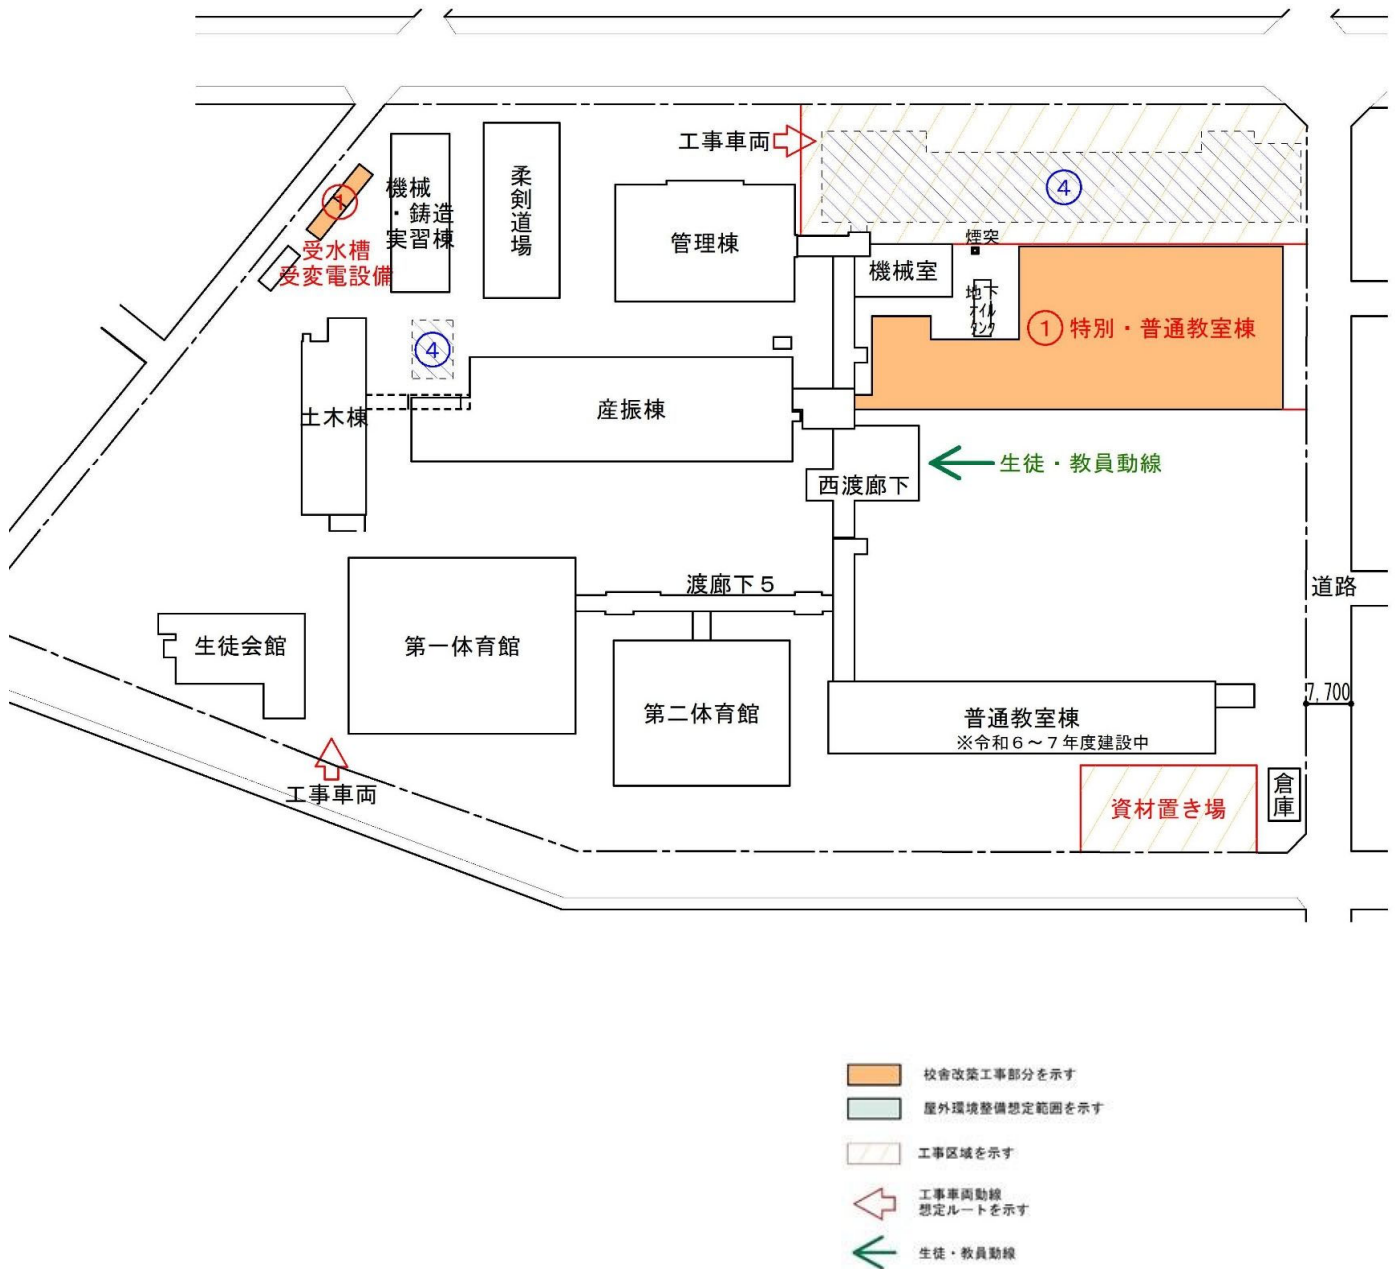 工事車両
④
①
機械
・鋳造
実習棟
柔剣道場
管理棟
煙突
機械室
受水槽
受変電設備
地下
オイル
タンク
①特別・普通教室棟
④
土木棟
産振棟
生徒・教員動線
西渡廊下
渡廊下５
道路
生徒会館
第一体育館
第二体育館
7,700
普通教室棟
※令和６～７年度建設中
工事車両
資材置き場
倉庫
校舎改築工事部分を示す
屋外環境整備想定範囲を示す
工事区域を示す
工事車両動線
想定ルートを示す
生徒・教員動線